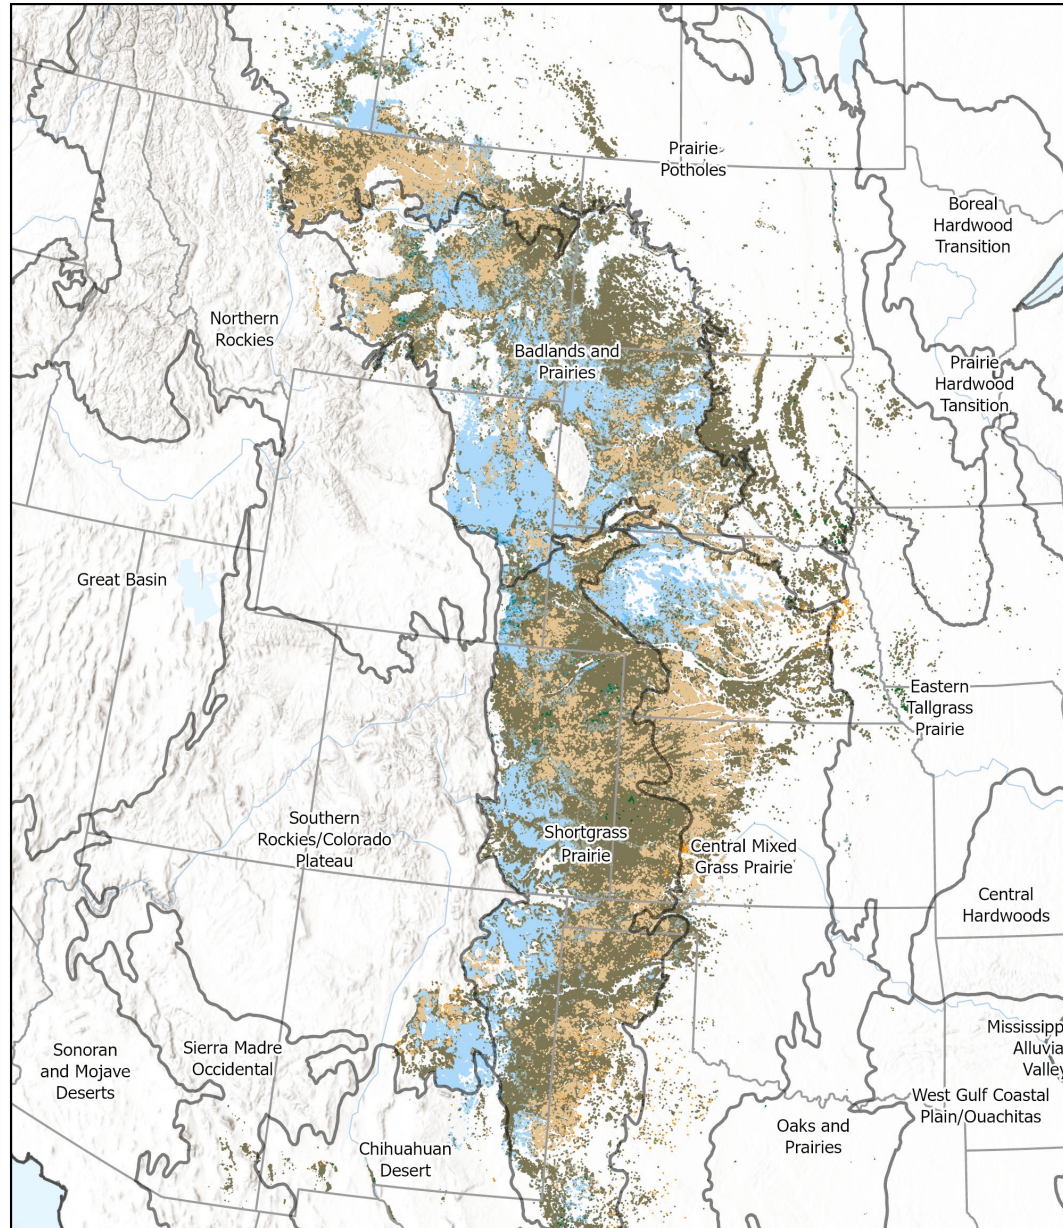 Prairie
Potholes
Boreal
Hardwood
Transition
Northern
Rockies
Badlands and
Prairies
Prairie
Hardwood
Tansition
Great Basin
Eastern
Tallgrass
Prairie
Southern
Rockies/Colorado
Plateau
Shortgrass
Prairie
Central Mixed
Grass Prairie
Central
Hardwoods
Sonoran
and Mojave
Deserts
Sierra Madre
Occidental
Mississipp
Alluvia
Valley
West Gulf Coastal
Plain/Ouachitas
Oaks and
Prairies
Chihuahuan
Desert